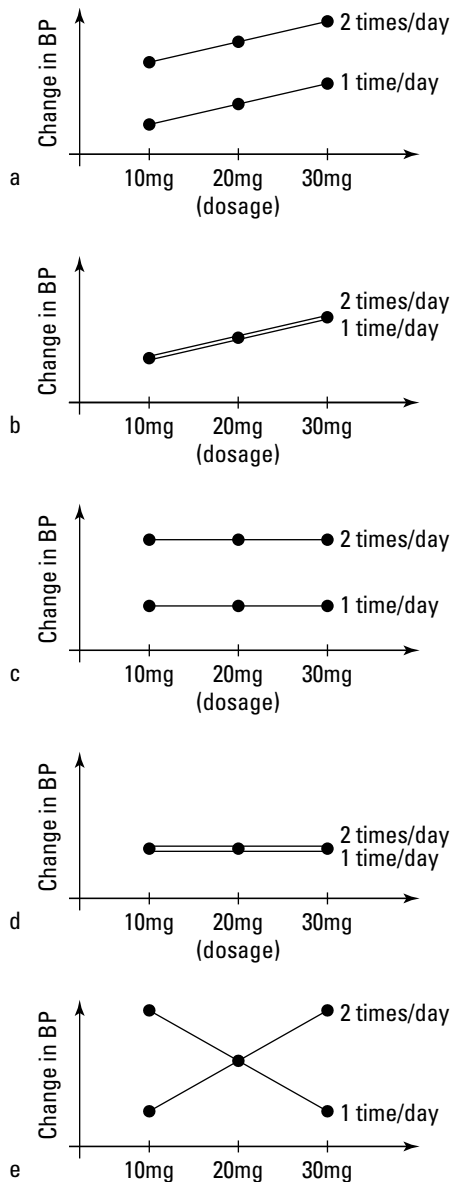 Change in BP
2 times/day
1 time/day
a
10mg 20mg 30mg
(dosage)
Change in BP
2 times/day
1 time/day
b
10mg 20mg 30mg
(dosage)
Change in BP
2 times/day
1 time/day
c
10mg 20mg 30mg
(dosage)
Change in BP
2 times/day
1 time/day
d
10mg 20mg 30mg
(dosage)
Change in BP
2 times/day
1 time/day
e
10mg 20mg 30mg